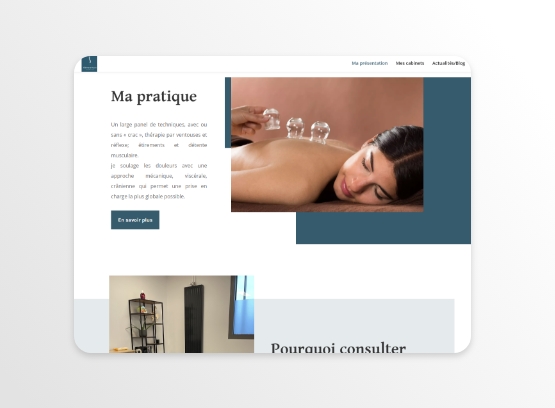 Ma présentation Mes cabinets Actualités/Blog
Ma pratique
Un large panel de techniques, avec ou
sans « crac », thérapie par ventouses et
réflexe; étirements et détente
musculaire.
Je soulage les douleurs avec une
approche mécanique, viscérale,
crânienne qui permet une prise en
charge la plus globale possible.
En savoir plus
Pourquoi consulter